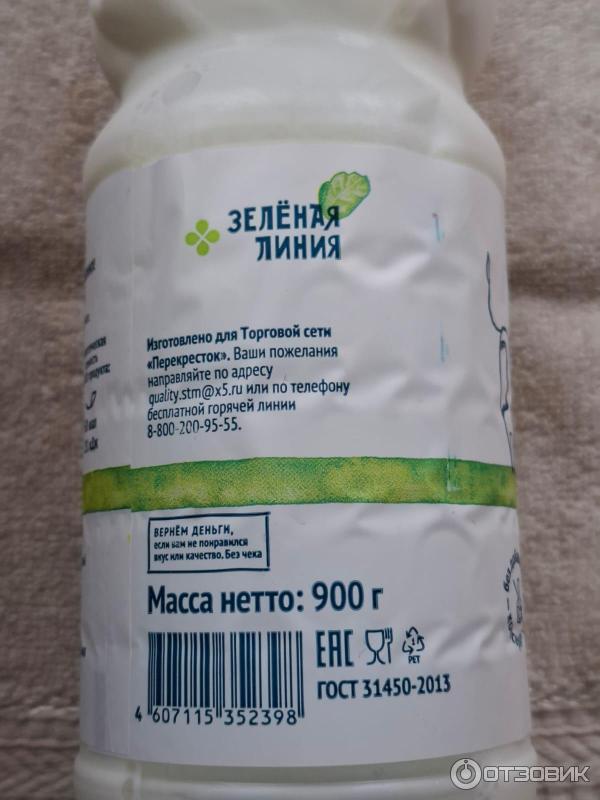 ЗЕЛЁНАЯ
ЛИНИЯ
Изготовлено для Торговой сети
«Перекресток». Ваши пожелания
направляйте по адресу
quality.stm@x5.ru или по телефону
бесплатной горячей линии
8-800-200-95-55.
ВЕРНЁМ ДЕНЬГИ,
если вам не понравился
вкус или качество. Без чека
Масса нетто: 900 г
EAC
PET
ГОСТ 31450-2013
4 607115 352398
ОТЗОВИК